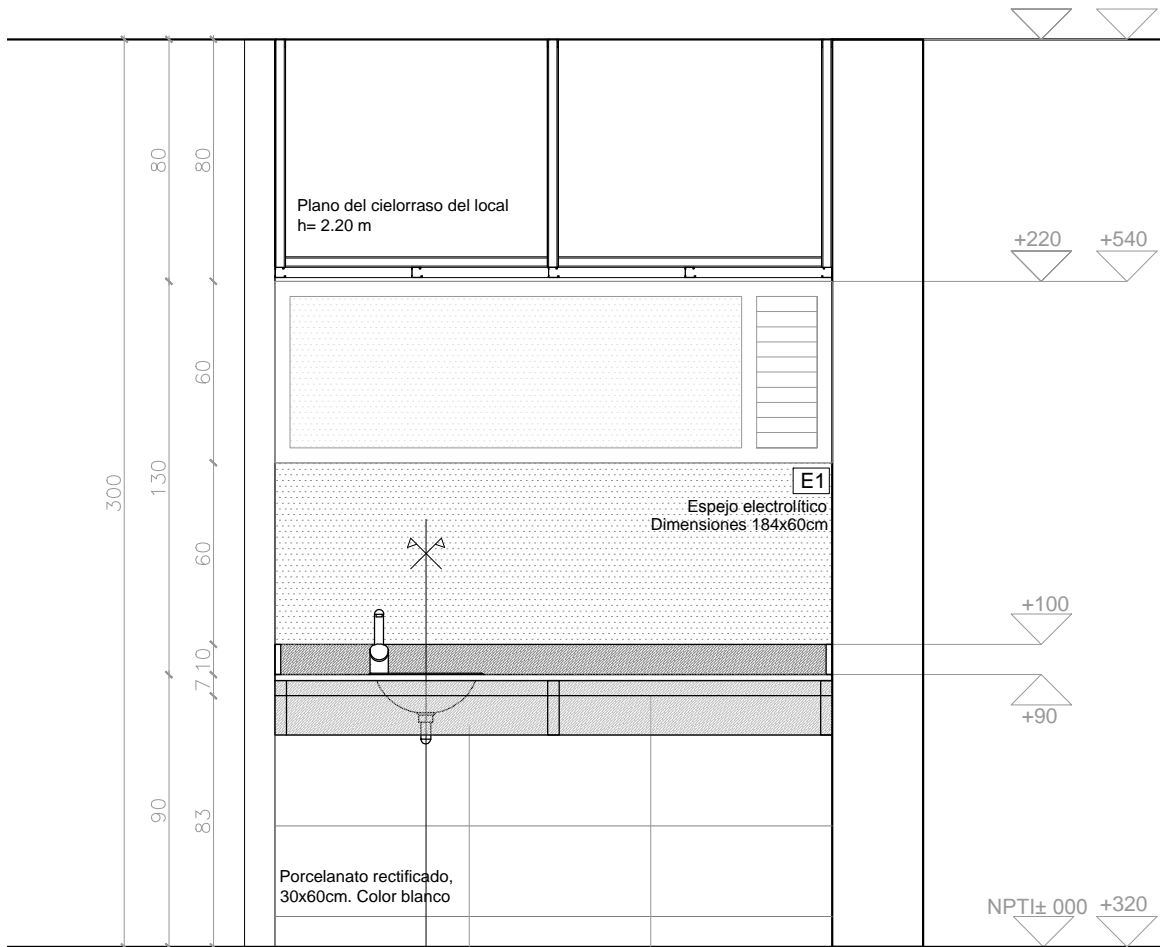 80
80
Plano del cielorraso del local
h= 2.20 m
+220
+540
60
130
300
E1
Espejo electrolítico
Dimensiones 184x60cm
60
+100
10
7
+90
90
83
Porcelanato rectificado,
30x60cm. Color blanco
NPTI± 000
+320